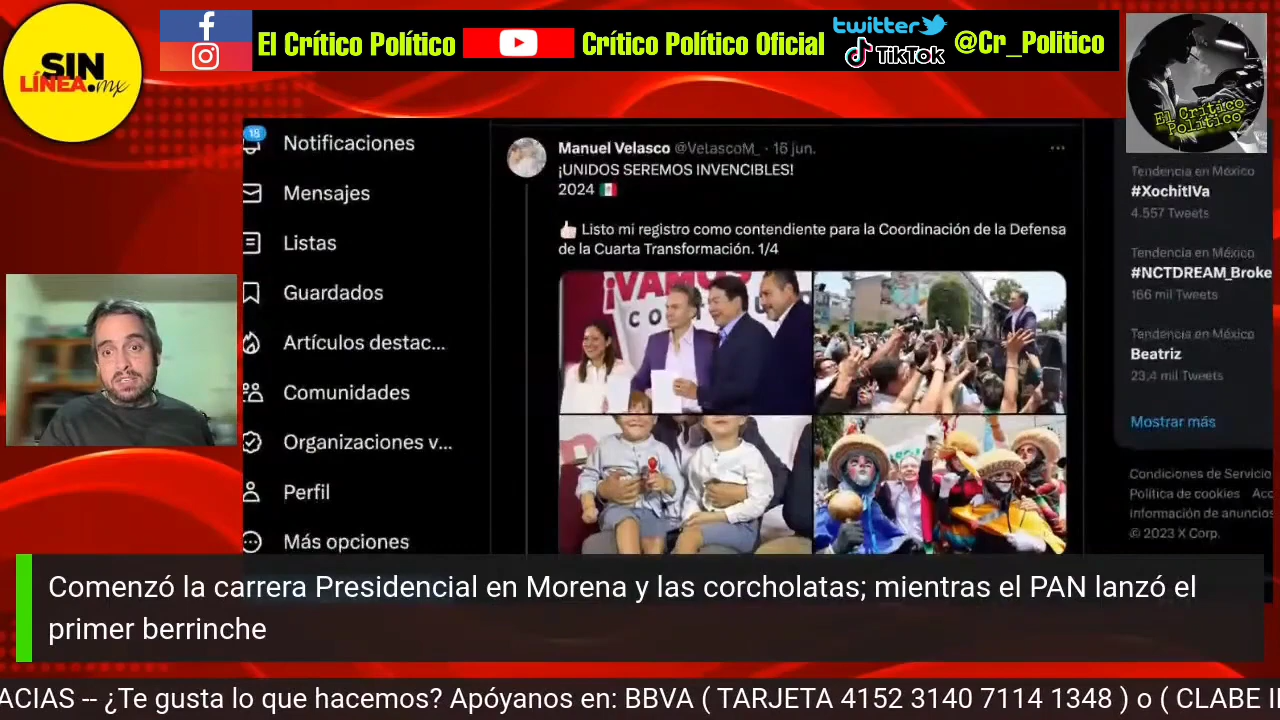 SIN
LÍNEA.mx
El Crítico Político
Crítico Político Oficial
twitter
TikTok
@Cr_Politico
El Crítico
Político
18
Notificaciones
Mensajes
Listas
Guardados
Artículos destac...
Comunidades
Organizaciones v...
Perfil
Más opciones
Manuel Velasco @VelascoM_ · 16 jun.
¡UNIDOS SEREMOS INVENCIBLES!
2024 🇲🇽
👍🏻 Listo mi registro como contendiente para la Coordinación de la Defensa
de la Cuarta Transformación. 1/4
¡VAMOS
CO
Tendencia en México
#XochitlVa
4.557 Tweets
Tendencia en México
#NCTDREAM_Broke
166 mil Tweets
Tendencia en México
Beatriz
23,4 mil Tweets
Mostrar más
Condiciones de Servicio
Política de cookies Acc
Información de anuncios
© 2023 X Corp.
Comenzó la carrera Presidencial en Morena y las corcholatas; mientras el PAN lanzó el
primer berrinche
ACIAS -- ¿Te gusta lo que hacemos? Apóyanos en: BBVA ( TARJETA 4152 3140 7114 1348 ) o ( CLABE I